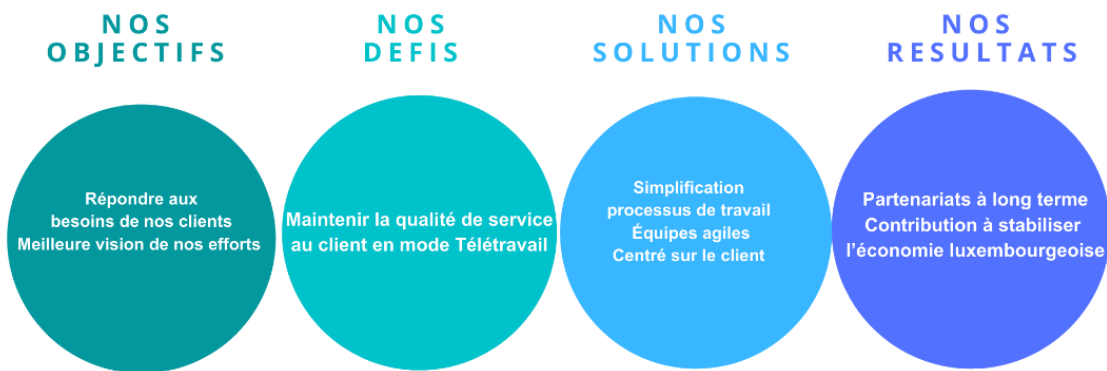 NOS
OBJECTIFS
Répondre aux
besoins de nos clients
Meilleure vision de nos efforts
NOS
DEFIS
Maintenir la qualité de service
au client en mode Télétravail
NOS
SOLUTIONS
Simplification
processus de travail
Équipes agiles
Centré sur le client
NOS
RESULTATS
Partenariats à long terme
Contribution à stabiliser
l’économie luxembourgeoise